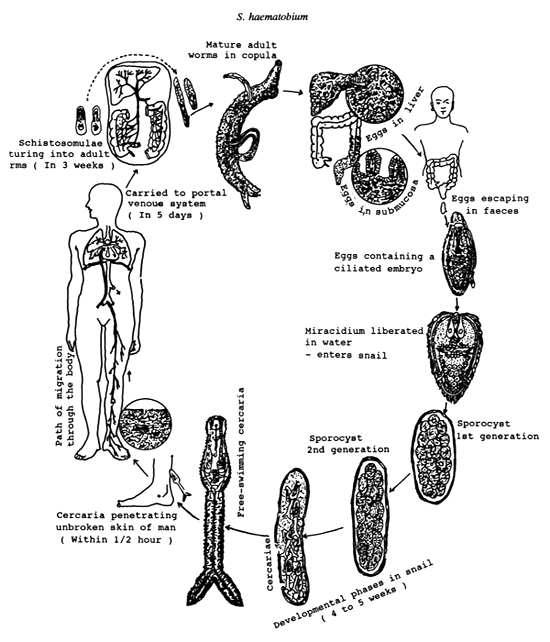 S. haematobium
Mature adult
worms in copula
Schistosomulae
turing into adult
rms ( In 3 weeks )
Carried to portal
venous system
( In 5 days )
Eggs in liver
Eggs in submucosa
Eggs escaping
in faeces
Eggs containing a
ciliated embryo
Miracidium liberated
in water
- enters snail
Sporocyst
1st generation
Sporocyst
2nd generation
Developmental phases in snail
( 4 to 5 weeks )
Cercariae
Free-swimming cercaria
Cercaria penetrating
unbroken skin of man
( Within 1/2 hour )
Path of migration
through the body